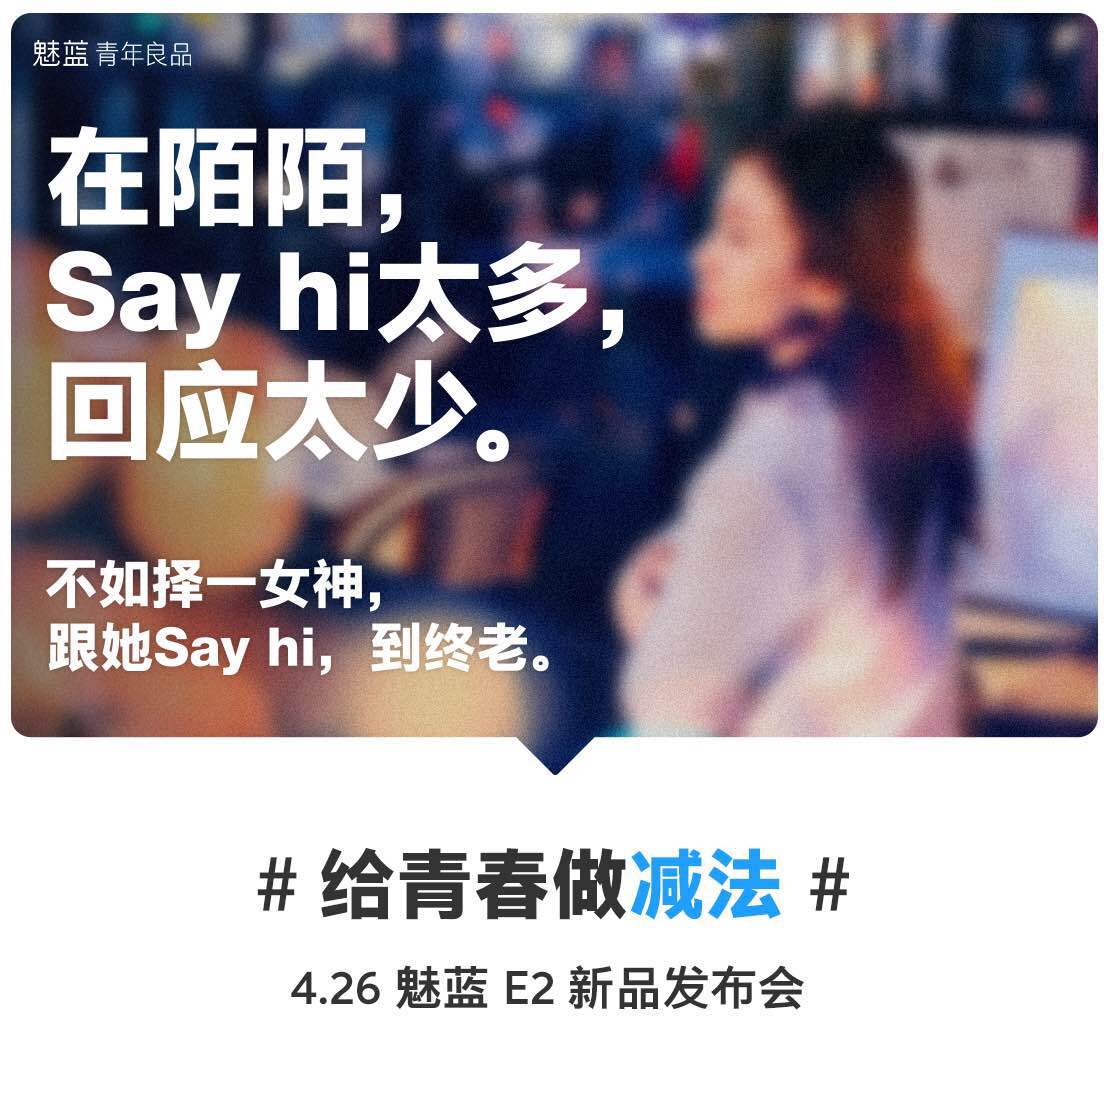 魅蓝 青年良品
在陌陌，
Say hi太多，
回应太少。
不如择一女神，
跟她Say hi，到终老。
# 给青春做减法 #
4.26 魅蓝 E2 新品发布会